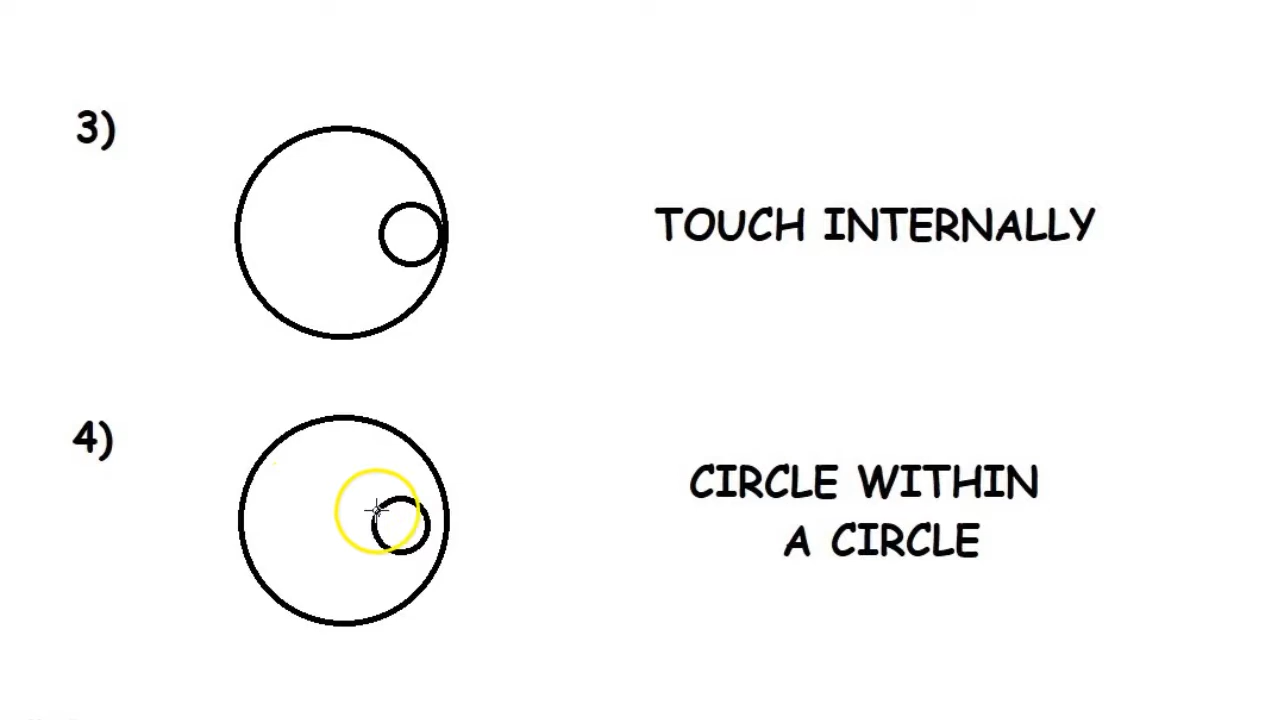 3)
TOUCH INTERNALLY
4)
CIRCLE WITHIN
A CIRCLE